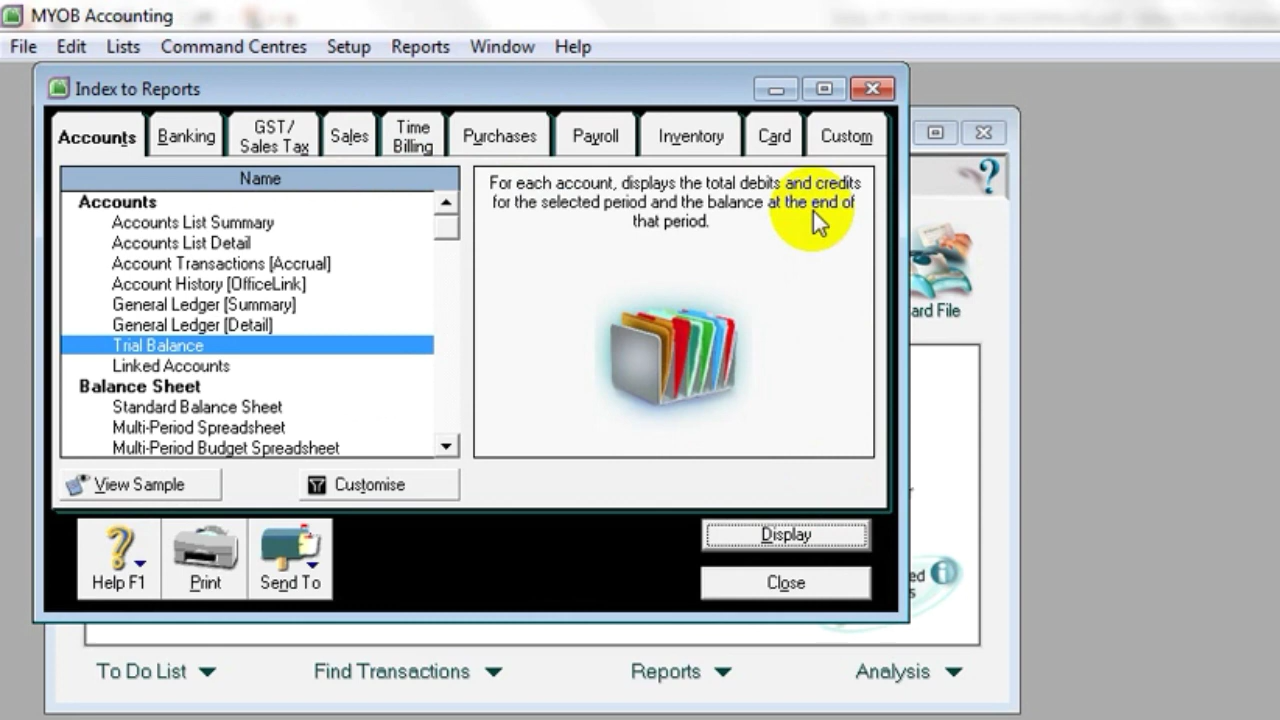 MYOB Accounting
File Edit Lists Command Centres Setup Reports Window Help
Index to Reports
Accounts Banking GST/ Sales Tax Sales Time Billing Purchases Payroll Inventory Card Custom
Name
Accounts
Accounts List Summary
Accounts List Detail
Account Transactions [Accrual]
Account History [OfficeLink]
General Ledger [Summary]
General Ledger [Detail]
Trial Balance
Linked Accounts
Balance Sheet
Standard Balance Sheet
Multi-Period Spreadsheet
Multi-Period Budget Spreadsheet
For each account, displays the total debits and credits
for the selected period and the balance at the end of
that period.
View Sample Customise
Help F1 Print Send To
Display
Close
ard File
ed
s
To Do List Find Transactions Reports Analysis